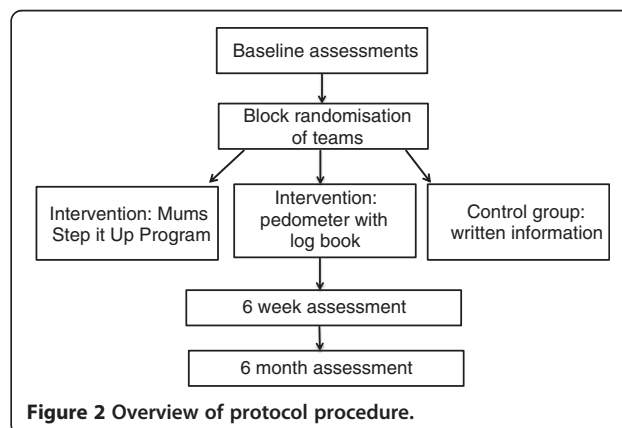 Baseline assessments
Block randomisation
of teams
Intervention: Mums
Step it Up Program
Intervention:
pedometer with
log book
Control group:
written information
6 week assessment
6 month assessment
Figure 2 Overview of protocol procedure.